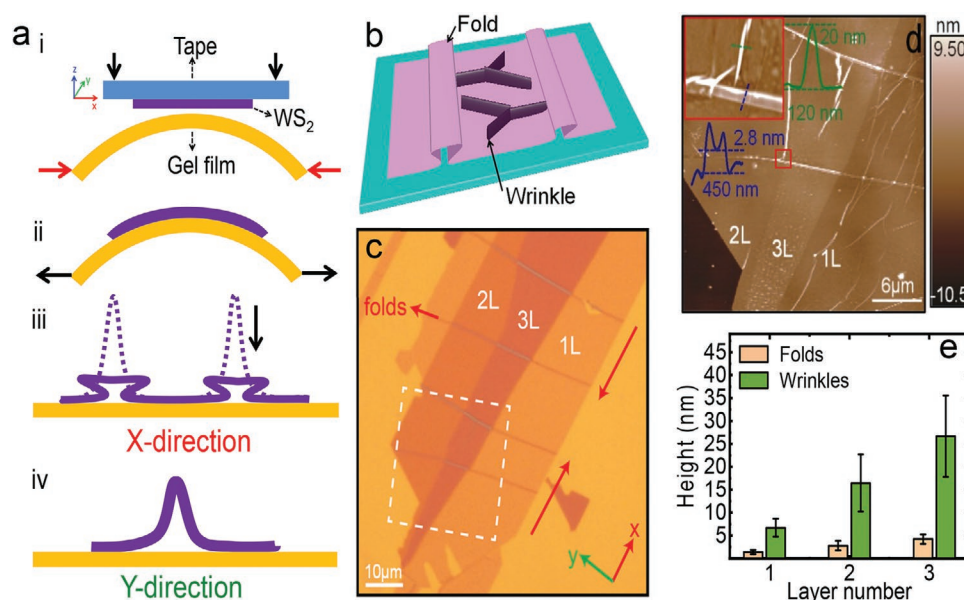 a
i
Tape
z
y
x
WS2
Gel film
ii
iii
X-direction
iv
Y-direction
b
Fold
Wrinkle
c
folds
2L
3L
1L
x
y
10μm
d
nm
9.50
-10.5
20 nm
120 nm
2.8 nm
450 nm
2L
3L
1L
6μm
e
Folds
Wrinkles
Height (nm)
45
40
35
30
25
20
15
10
5
1
2
3
Layer number